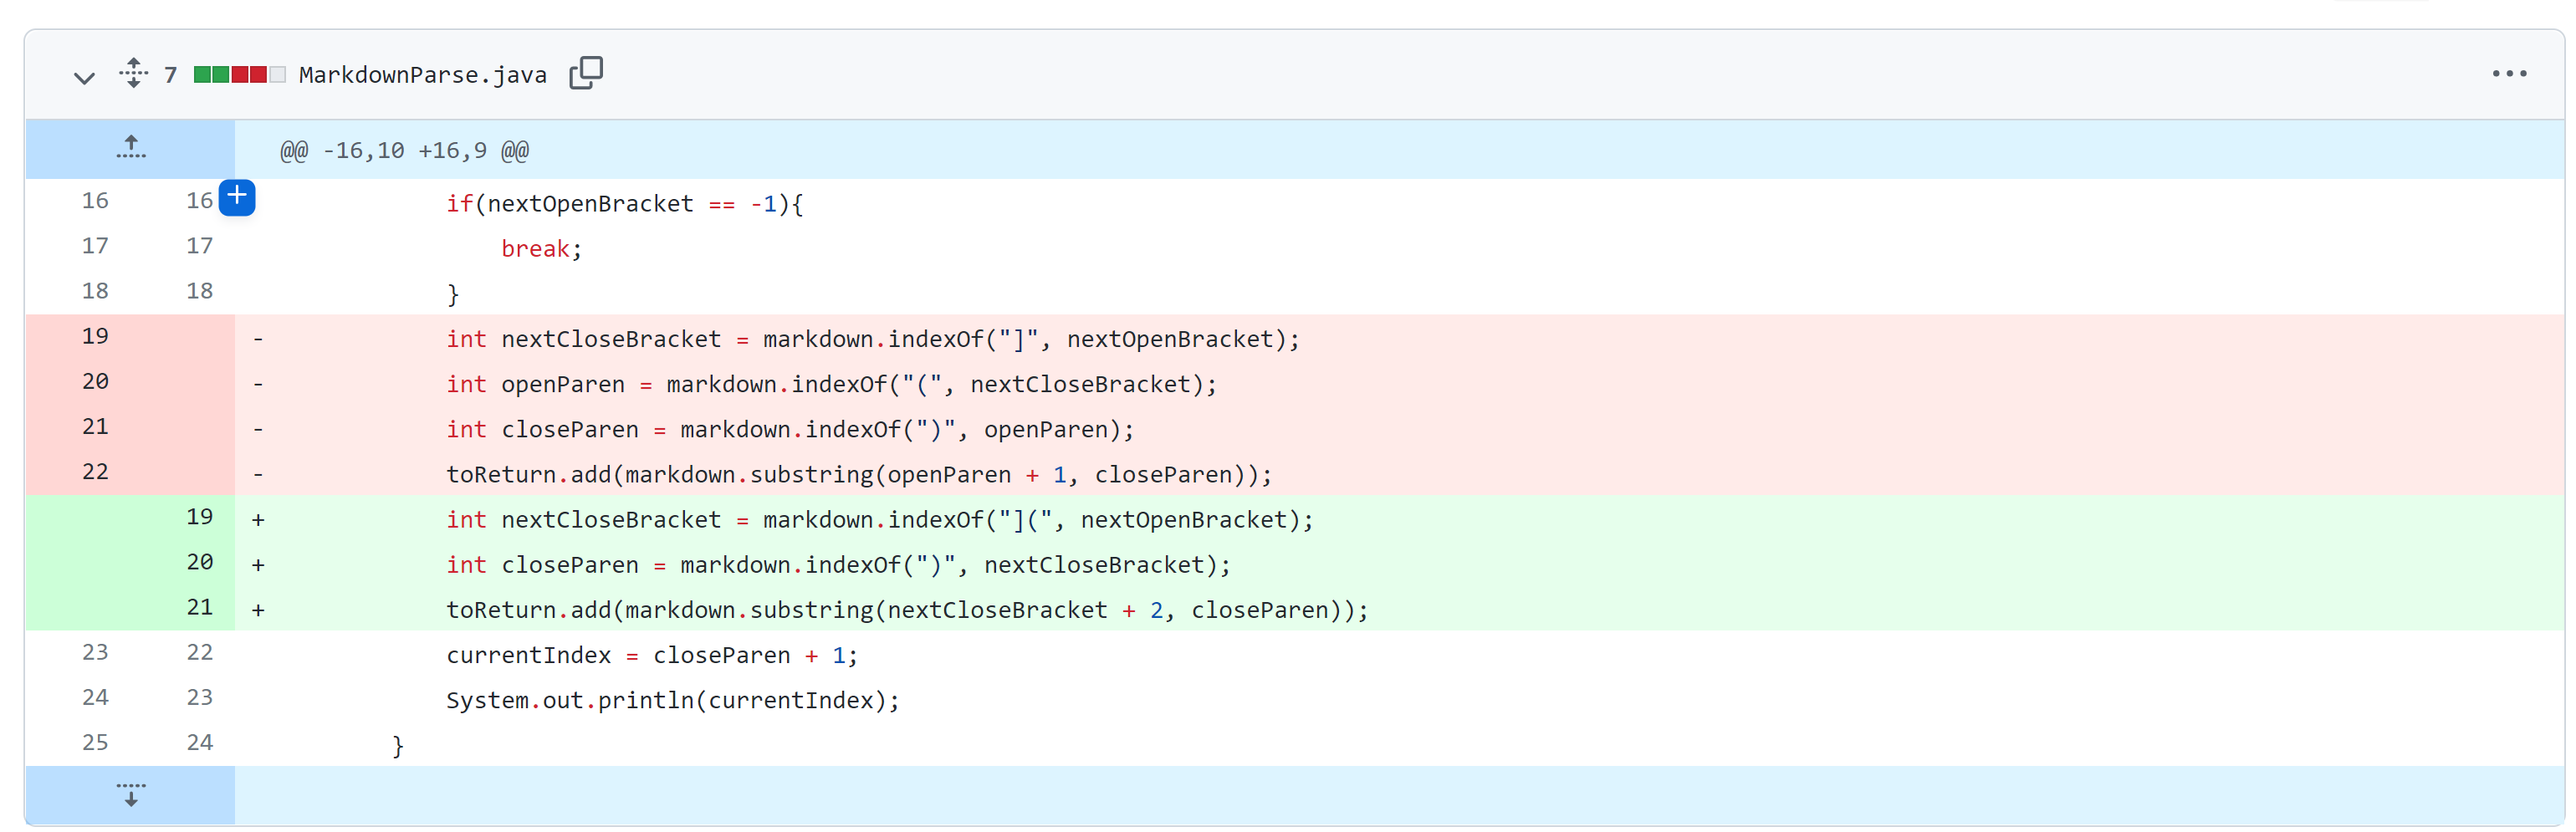 7 MarkdownParse.java
@@ -16,10 +16,9 @@
16 16 if(nextOpenBracket == -1){
17 17 break;
18 18 }
19 - int nextCloseBracket = markdown.indexOf("]", nextOpenBracket);
20 - int openParen = markdown.indexOf("(", nextCloseBracket);
21 - int closeParen = markdown.indexOf(")", openParen);
22 - toReturn.add(markdown.substring(openParen + 1, closeParen));
19 + int nextCloseBracket = markdown.indexOf("](", nextOpenBracket);
20 + int closeParen = markdown.indexOf(")", nextCloseBracket);
21 + toReturn.add(markdown.substring(nextCloseBracket + 2, closeParen));
23 22 currentIndex = closeParen + 1;
24 23 System.out.println(currentIndex);
25 24 }